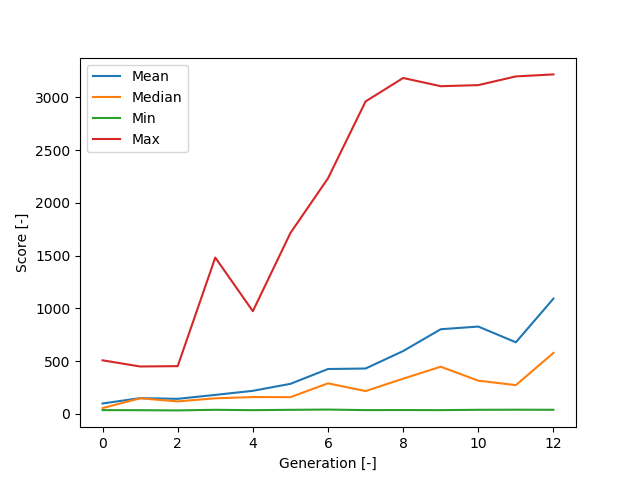 Mean
Median
Min
Max
3000
2500
2000
1500
1000
500
0
Score [-]
0 2 4 6 8 10 12
Generation [-]